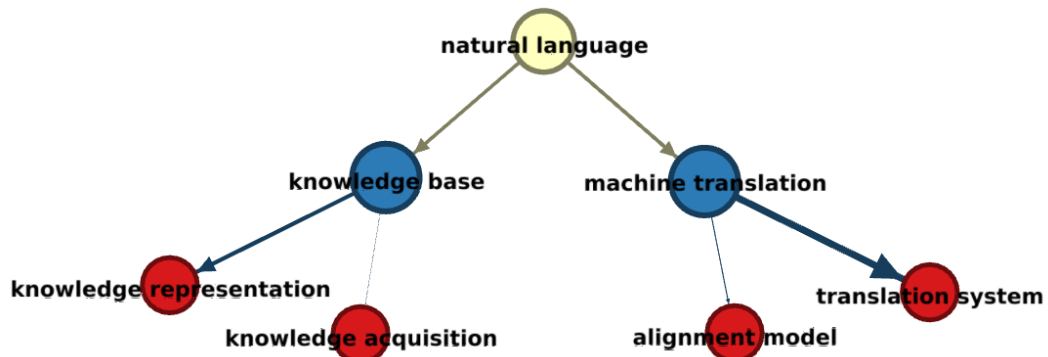 natural language
knowledge base
machine translation
knowledge representation
translation system
knowledge acquisition
alignment model